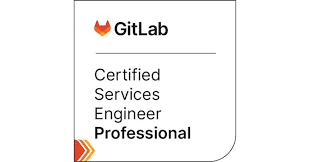 GitLab
Certified
Services
Engineer
Professional